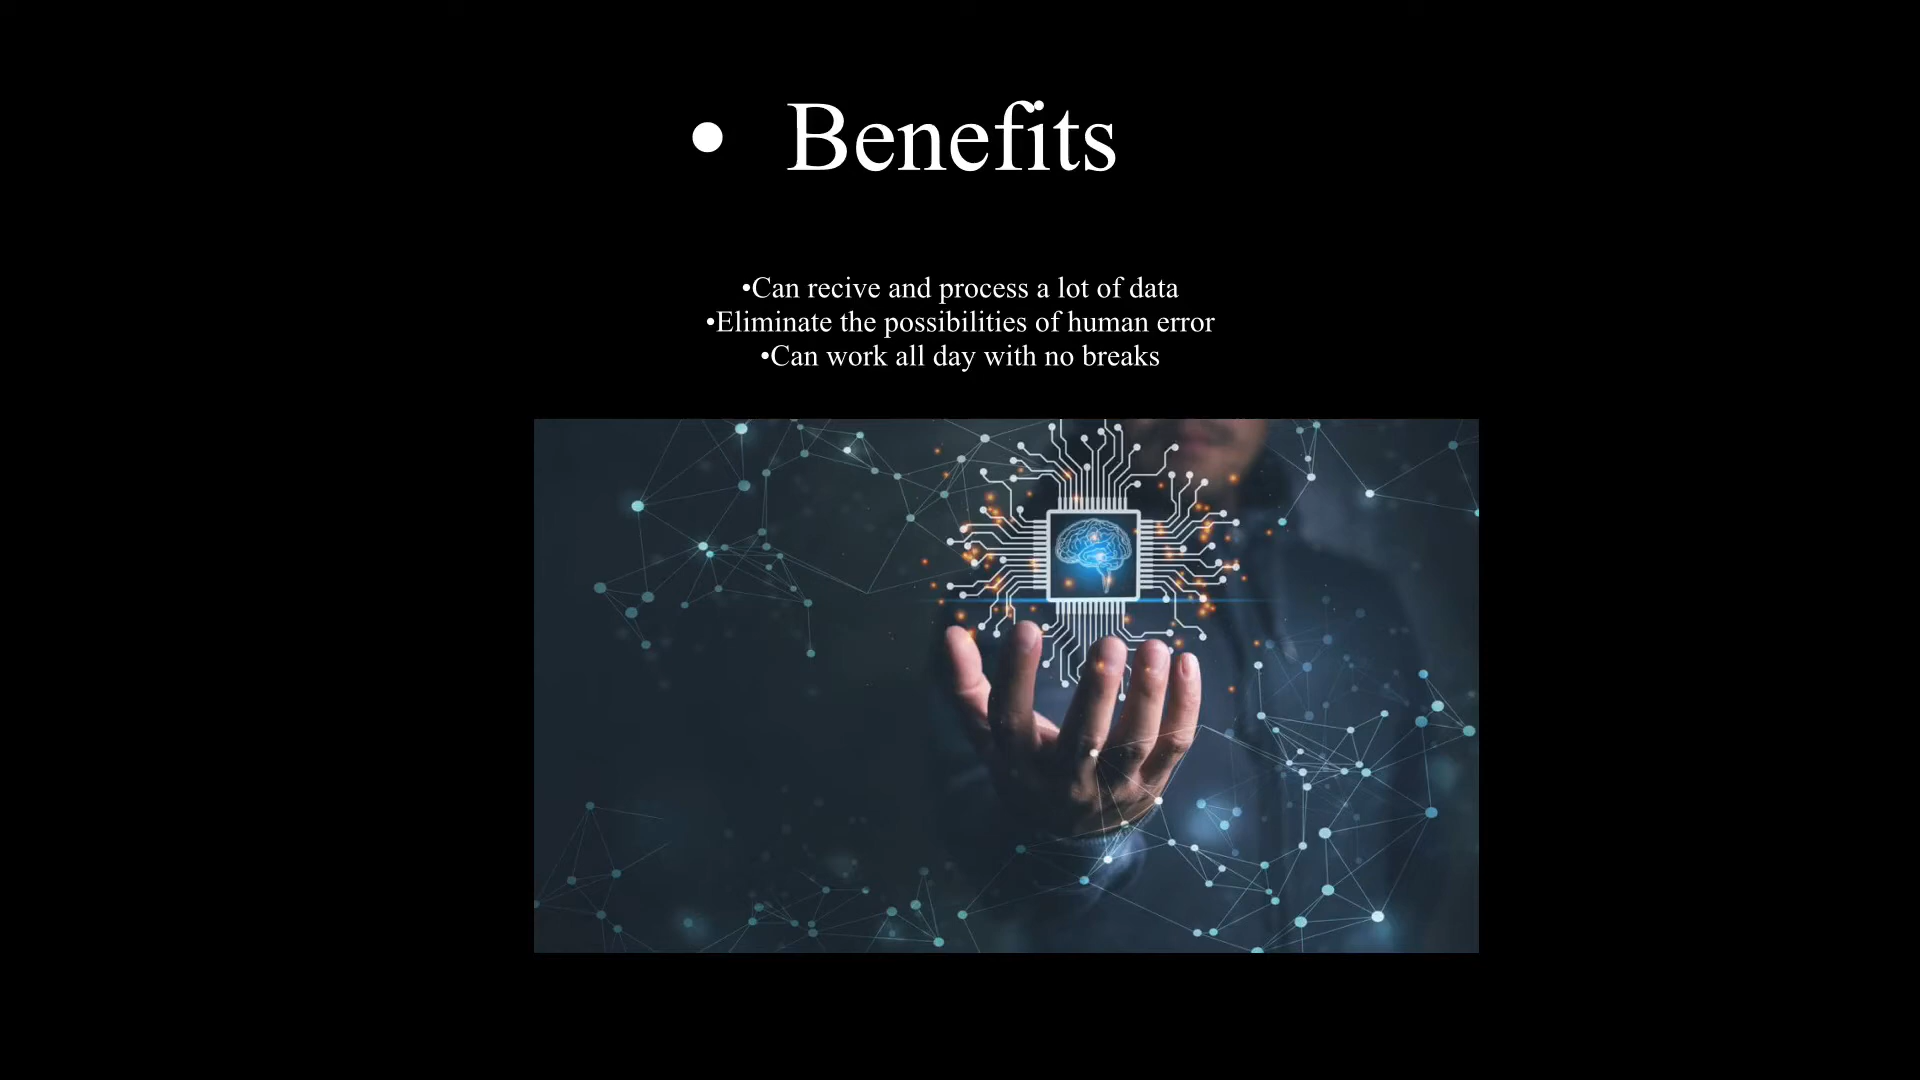 • Benefits
•Can recive and process a lot of data
•Eliminate the possibilities of human error
•Can work all day with no breaks